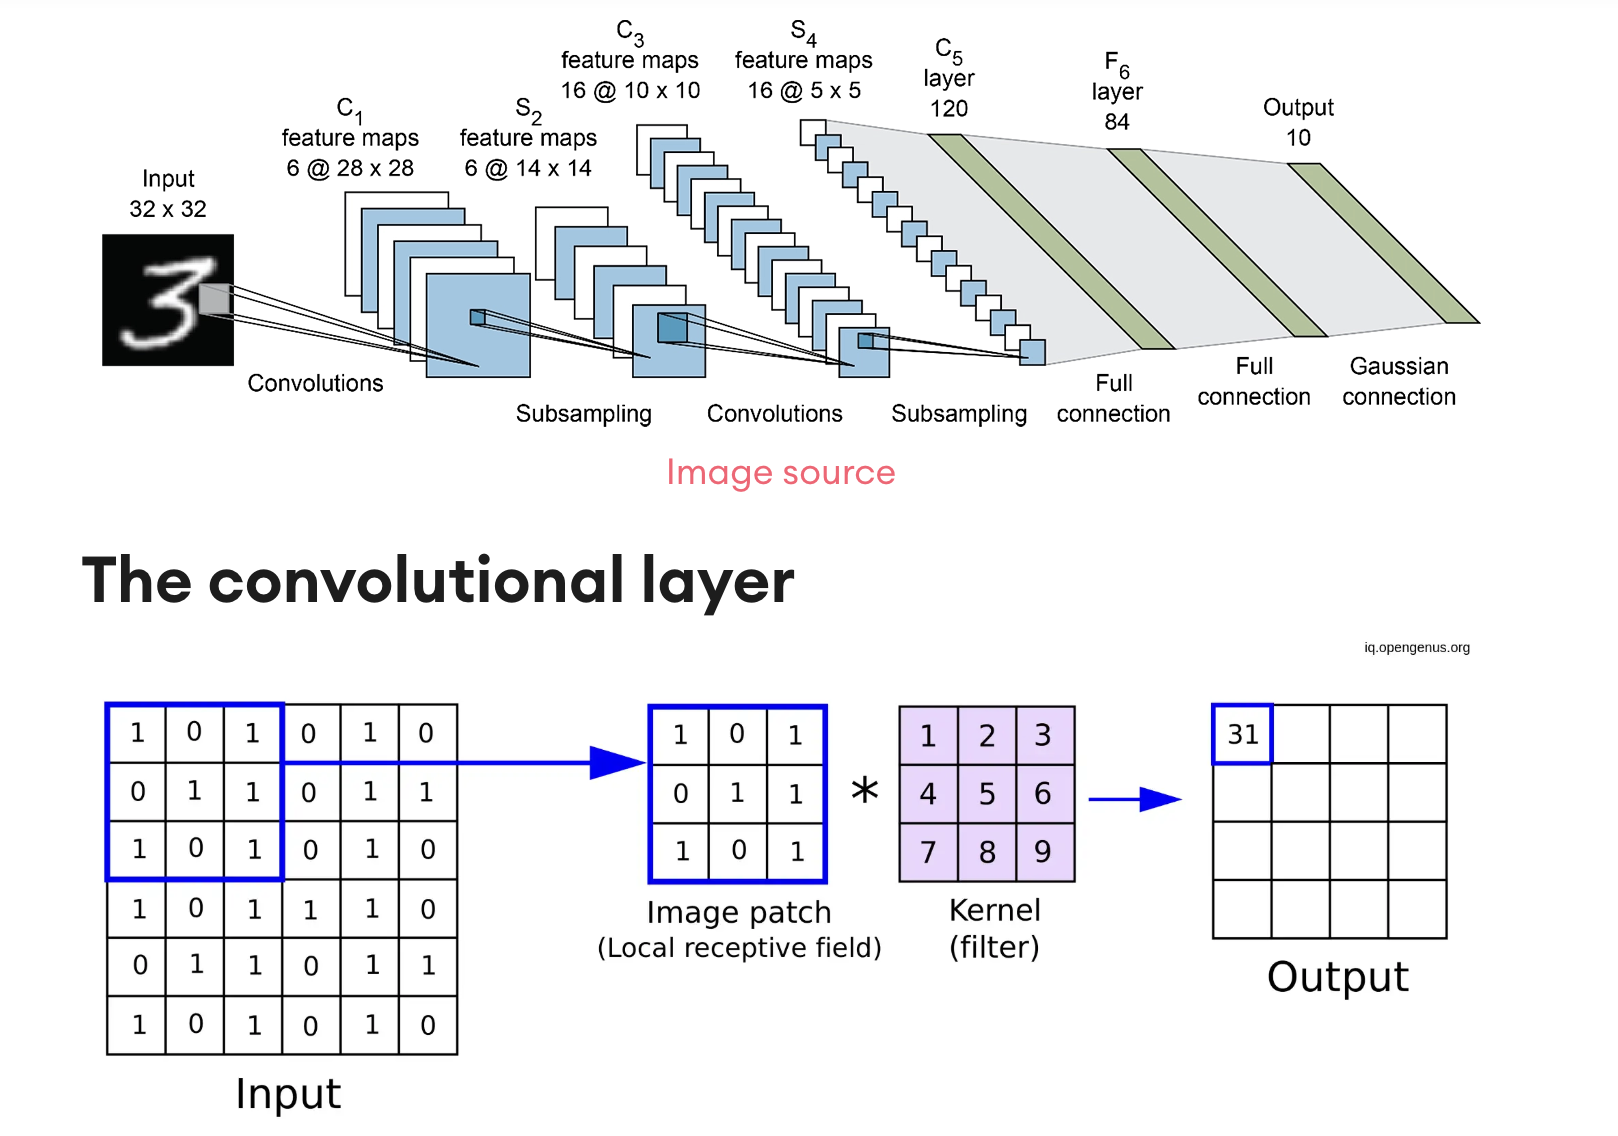 Input
32 x 32
C1
feature maps
6 @ 28 x 28
S2
feature maps
6 @ 14 x 14
C3
feature maps
16 @ 10 x 10
S4
feature maps
16 @ 5 x 5
C5
layer
120
F6
layer
84
Output
10
Convolutions
Subsampling
Convolutions
Subsampling
Full
connection
Full
connection
Gaussian
connection
Image source
The convolutional layer
iq.opengenus.org
1 0 1 0 1 0
0 1 1 0 1 1
1 0 1 0 1 0
1 0 1 1 1 0
0 1 1 0 1 1
1 0 1 0 1 0
Input
1 0 1
0 1 1
1 0 1
Image patch
(Local receptive field)
*
1 2 3
4 5 6
7 8 9
Kernel
(filter)
31
Output